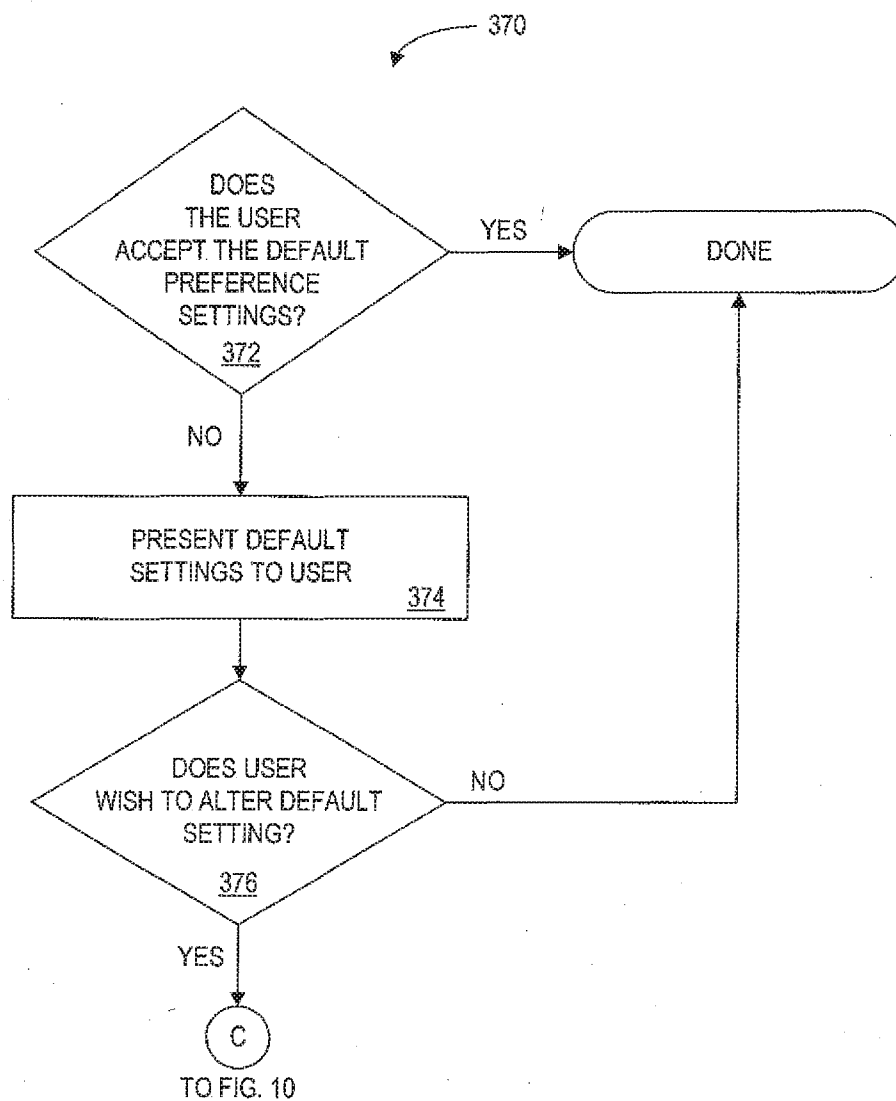 370
DOES
THE USER
ACCEPT THE DEFAULT
PREFERENCE
SETTINGS?
372
YES
DONE
NO
PRESENT DEFAULT
SETTINGS TO USER
374
DOES USER
WISH TO ALTER DEFAULT
SETTING?
376
NO
YES
C
TO FIG. 10